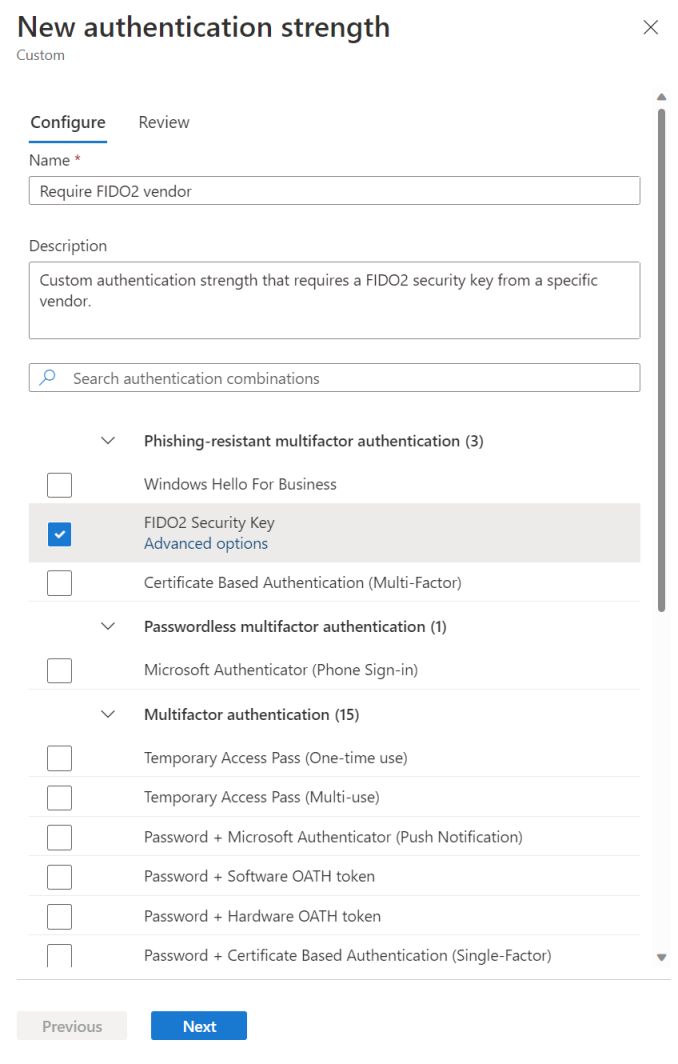 New authentication strength
Custom
Configure
Review
Name *
Require FIDO2 vendor
Description
Custom authentication strength that requires a FIDO2 security key from a specific
vendor.
Search authentication combinations
Phishing-resistant multifactor authentication (3)
Windows Hello For Business
FIDO2 Security Key
Advanced options
Certificate Based Authentication (Multi-Factor)
Passwordless multifactor authentication (1)
Microsoft Authenticator (Phone Sign-in)
Multifactor authentication (15)
Temporary Access Pass (One-time use)
Temporary Access Pass (Multi-use)
Password + Microsoft Authenticator (Push Notification)
Password + Software OATH token
Password + Hardware OATH token
Password + Certificate Based Authentication (Single-Factor)
Previous
Next